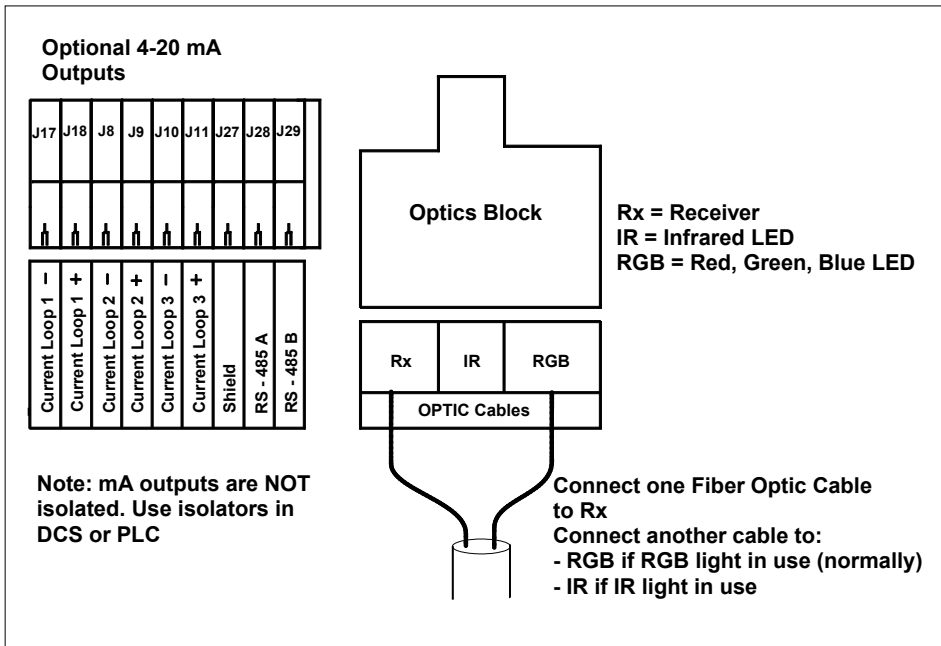 Optional 4-20 mA
Outputs
J17 J18 J8 J9 J10 J11 J27 J28 J29
Current Loop 1 −
Current Loop 1 +
Current Loop 2 −
Current Loop 2 +
Current Loop 3 −
Current Loop 3 +
Shield
RS - 485 A
RS - 485 B
Note: mA outputs are NOT
isolated. Use isolators in
DCS or PLC
Optics Block
Rx = Receiver
IR = Infrared LED
RGB = Red, Green, Blue LED
Rx IR RGB
OPTIC Cables
Connect one Fiber Optic Cable
to Rx
Connect another cable to:
- RGB if RGB light in use (normally)
- IR if IR light in use